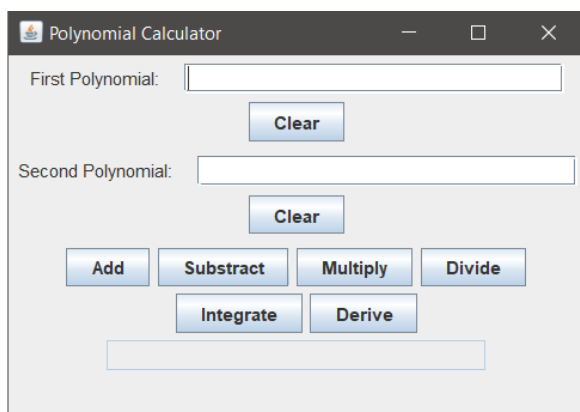 Polynomial Calculator
First Polynomial:
Clear
Second Polynomial:
Clear
Add Substract Multiply Divide
Integrate Derive